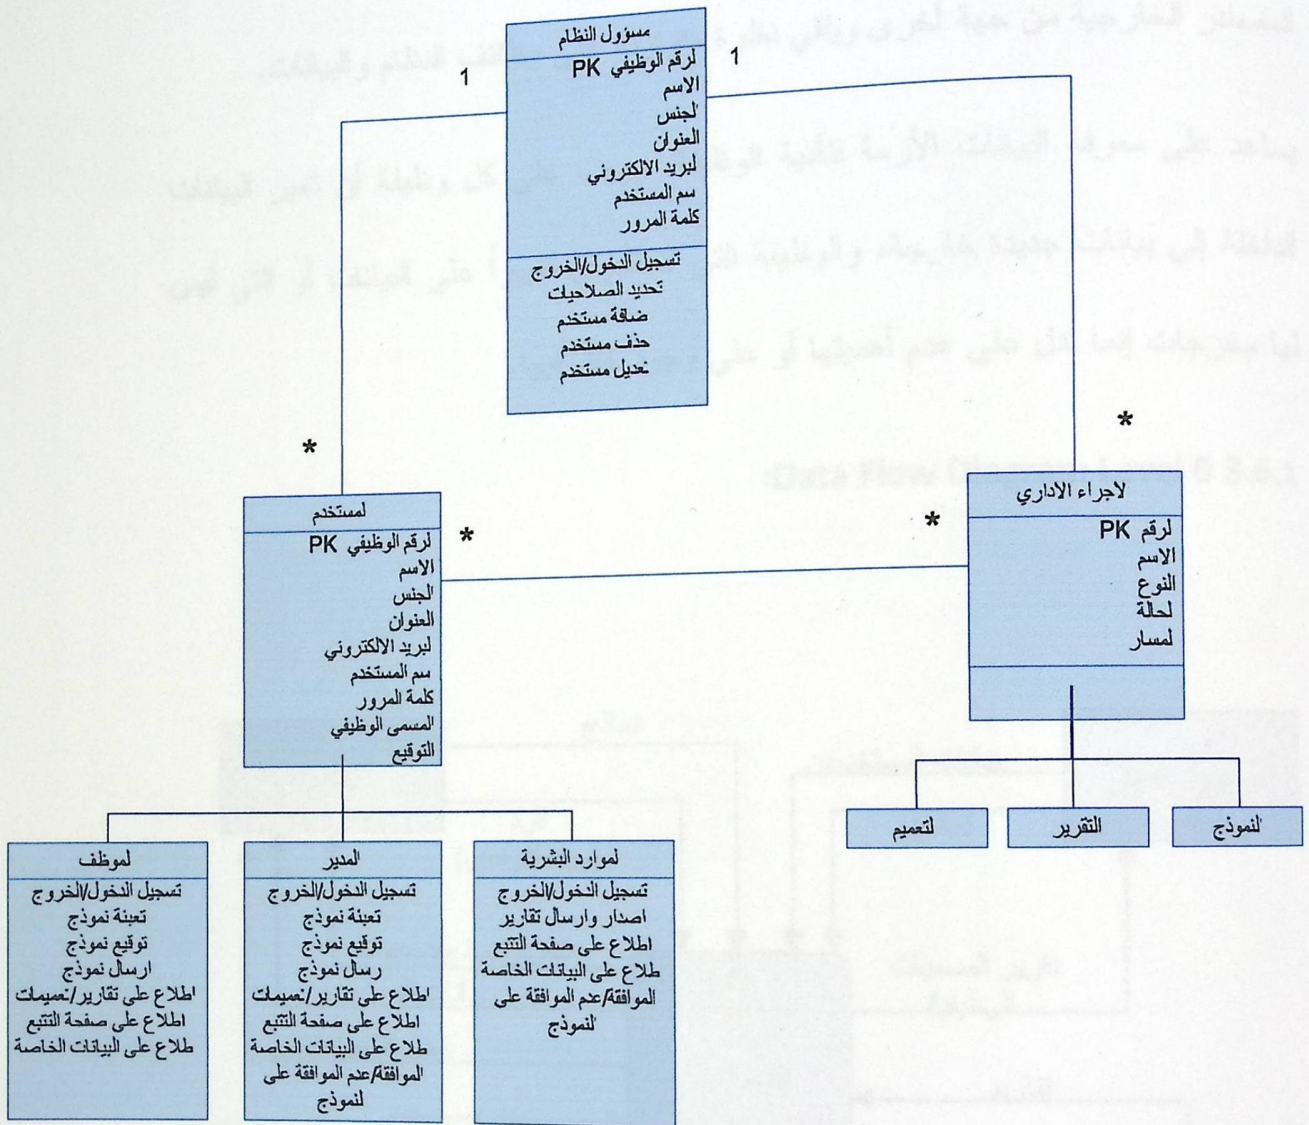 مسؤول النظام
لرقم الوظيفي PK
الاسم
لجنس
العنوان
لبريد الالكتروني
سم المستخدم
كلمة المرور
تسجيل الدخول/الخروج
تحديد الصلاحيات
ضافة مستخدم
حذف مستخدم
تعديل مستخدم
1
1
*
*
لمستخدم
لرقم الوظيفي PK
الاسم
لجنس
العنوان
لبريد الالكتروني
سم المستخدم
كلمة المرور
المسمى الوظيفي
التوقيع
*
*
لاجراء الاداري
لرقم PK
الاسم
النوع
لحالة
لمسار
لنموذج
التقرير
لتعميم
لموارد البشرية
تسجيل الدخول/الخروج
اصدار وارسال تقارير
اطلاع على صفحة التتبع
طلاع على البيانات الخاصة
الموافقة/عدم الموافقة على
لنموذج
المدير
تسجيل الدخول/الخروج
تعبئة نموذج
توقيع نموذج
رسال نموذج
اطلاع على تقارير/تعميمات
اطلاع على صفحة التتبع
طلاع على البيانات الخاصة
الموافقة/عدم الموافقة على
لنموذج
لموظف
تسجيل الدخول/الخروج
تعبئة نموذج
توقيع نموذج
ارسال نموذج
اطلاع على تقارير/تعميمات
اطلاع على صفحة التتبع
طلاع على البيانات الخاصة